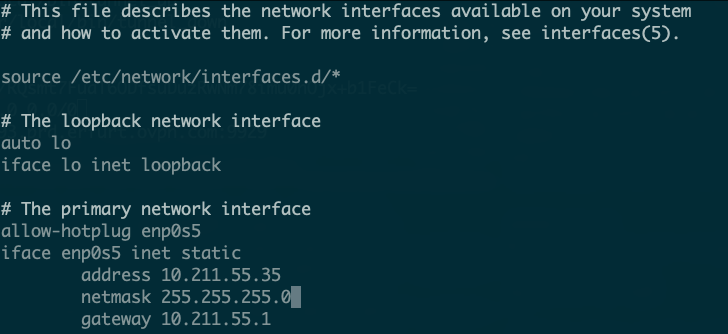 # This file describes the network interfaces available on your system
# and how to activate them. For more information, see interfaces(5).
source /etc/network/interfaces.d/*
# The loopback network interface
auto lo
iface lo inet loopback
# The primary network interface
allow-hotplug enp0s5
iface enp0s5 inet static
address 10.211.55.35
netmask 255.255.255.0
gateway 10.211.55.1